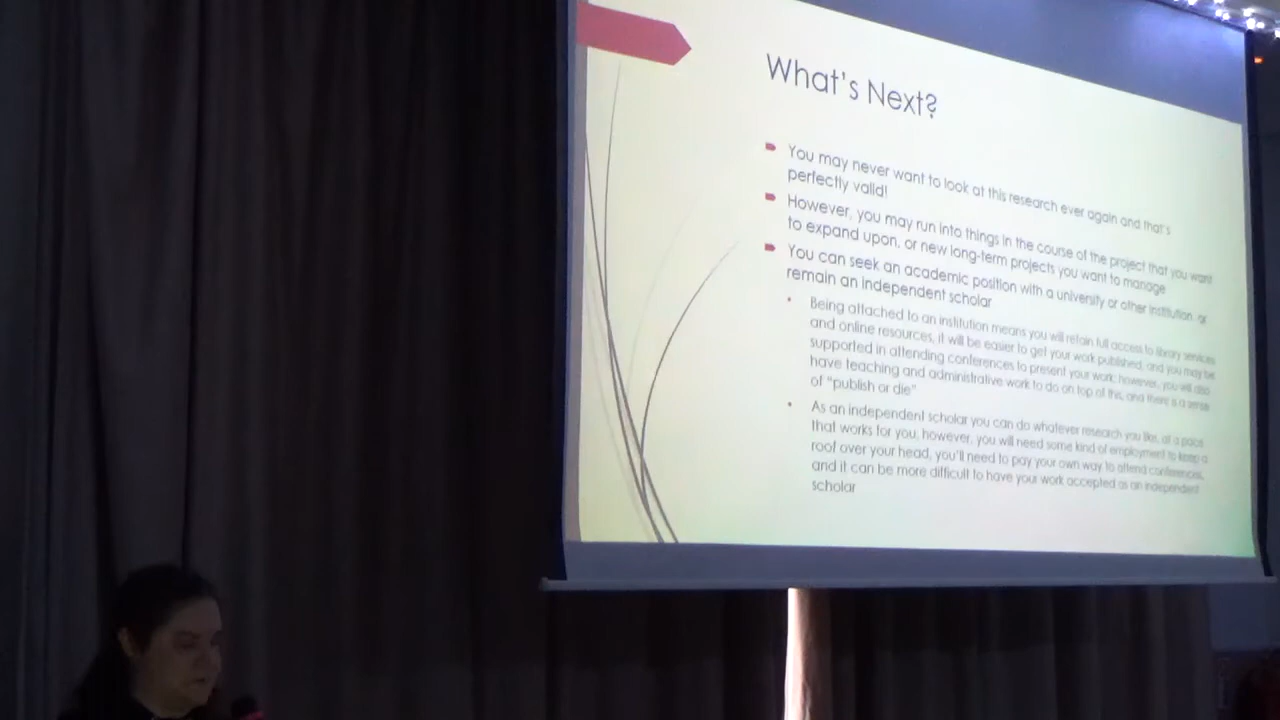 What's Next?
You may never want to look at this research ever again and that's
perfectly valid!
However, you may run into things in the course of the project that you want
to expand upon, or new long-term projects you want to manage
You can seek an academic position with a university or other institution, or
remain an independent scholar
Being attached to an institution means you will retain full access to library services
and online resources, it will be easier to get your work published, and you may be
supported in attending conferences to present your work; however, you will also
have teaching and administrative work to do on top of this, and there is a sense
of "publish or die"
As an independent scholar you can do whatever research you like, at a pace
that works for you, however, you will need some kind of employment to keep a
roof over your head, you'll need to pay your own way to attend conferences,
and it can be more difficult to have your work accepted as an independent
scholar